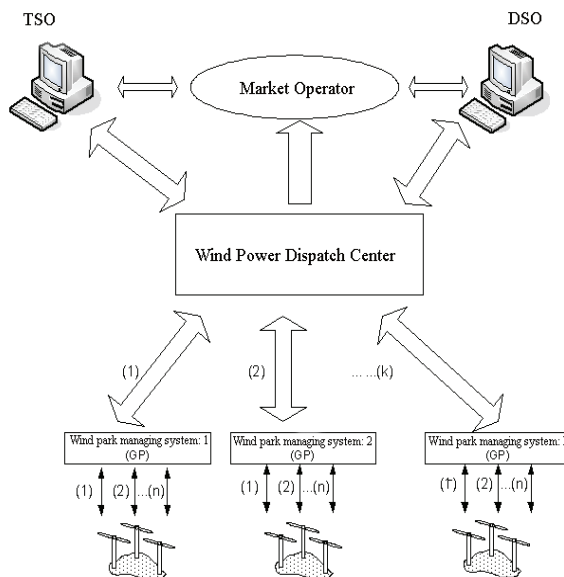 TSO
DSO
Market Operator
Wind Power Dispatch Center
(1)
(2)
... ...(k)
Wind park managing system: 1
(GP)
Wind park managing system: 2
(GP)
Wind park managing system:
(GP)
(1)
(2)
...(n)
(1)
(2)
...(n)
(2)
...(n)